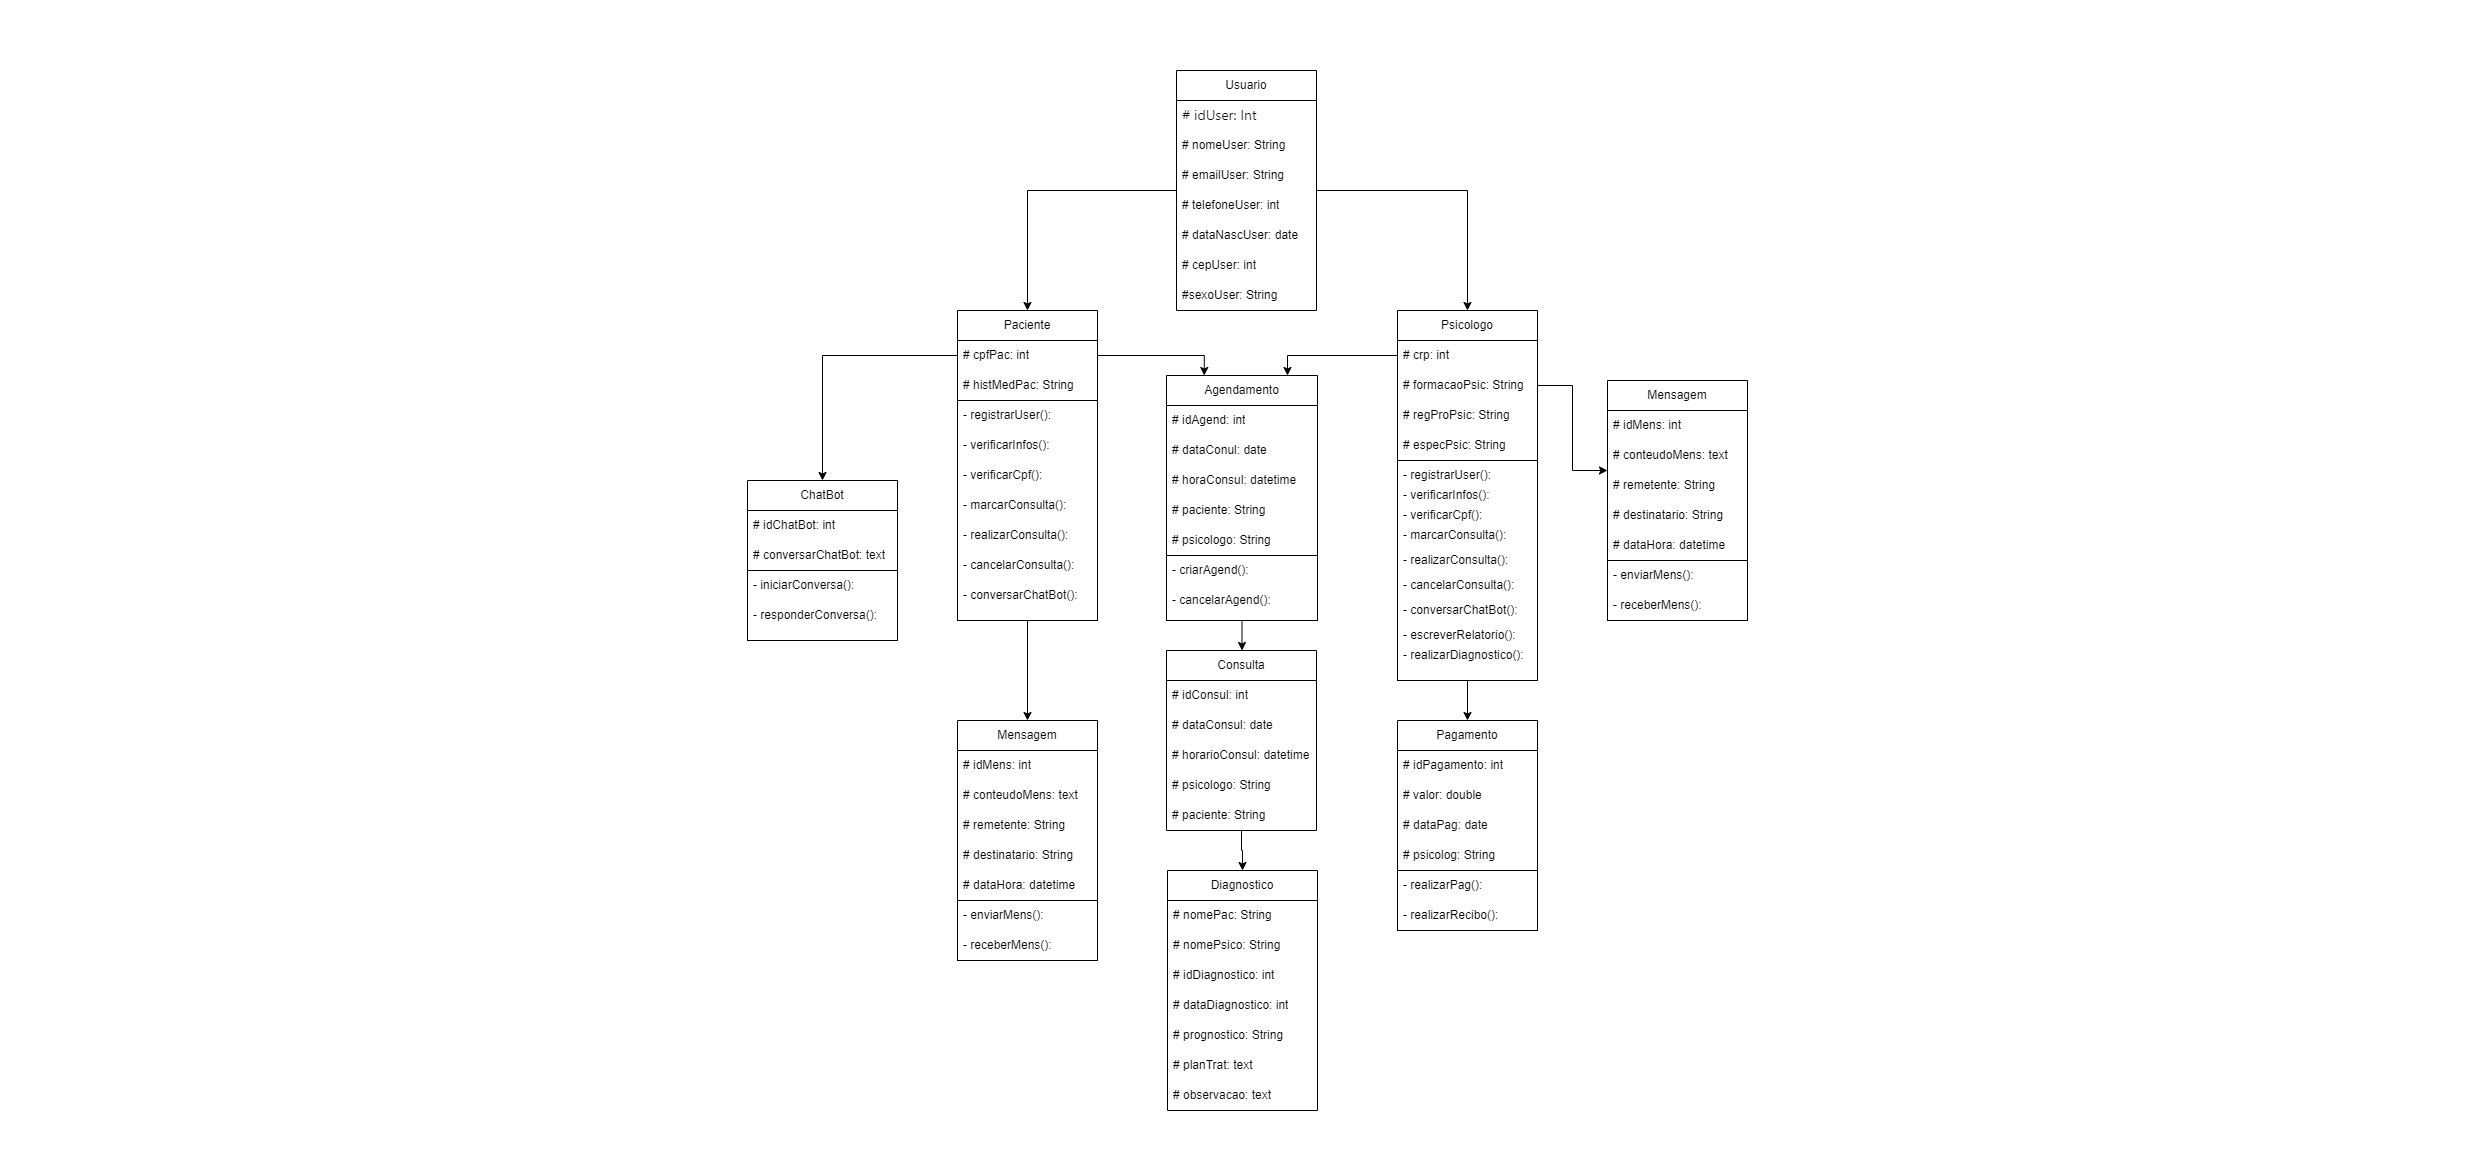 Usuario
# idUser: Int
# nomeUser: String
# emailUser: String
# telefoneUser: int
# dataNascUser: date
# cepUser: int
#sexoUser: String
Paciente
# cpfPac: int
# histMedPac: String
- registrarUser():
- verificarInfos():
- verificarCpf():
- marcarConsulta():
- realizarConsulta():
- cancelarConsulta():
- conversarChatBot():
Agendamento
# idAgend: int
# dataConul: date
# horaConsul: datetime
# paciente: String
# psicologo: String
- criarAgend():
- cancelarAgend():
Psicologo
# crp: int
# formacaoPsic: String
# regProPsic: String
# especPsic: String
- registrarUser():
- verificarInfos():
- verificarCpf():
- marcarConsulta():
- realizarConsulta():
- cancelarConsulta():
- conversarChatBot():
- escreverRelatorio():
- realizarDiagnostico():
Mensagem
# idMens: int
# conteudoMens: text
# remetente: String
# destinatario: String
# dataHora: datetime
- enviarMens():
- receberMens():
ChatBot
# idChatBot: int
# conversarChatBot: text
- iniciarConversa():
- responderConversa():
Consulta
# idConsul: int
# dataConsul: date
# horarioConsul: datetime
# psicologo: String
# paciente: String
Mensagem
# idMens: int
# conteudoMens: text
# remetente: String
# destinatario: String
# dataHora: datetime
- enviarMens():
- receberMens():
Pagamento
# idPagamento: int
# valor: double
# dataPag: date
# psicolog: String
- realizarPag():
- realizarRecibo():
Diagnostico
# nomePac: String
# nomePsico: String
# idDiagnostico: int
# dataDiagnostico: int
# prognostico: String
# planTrat: text
# observacao: text